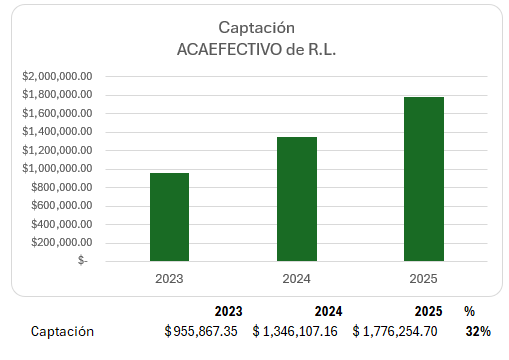 Captación
ACAEFECTIVO de R.L.
$2,000,000.00
$1,800,000.00
$1,600,000.00
$1,400,000.00
$1,200,000.00
$1,000,000.00
$800,000.00
$600,000.00
$400,000.00
$200,000.00
$-
2023 2024 2025
2023 2024 2025 %
Captación $955,867.35 $1,346,107.16 $1,776,254.70 32%